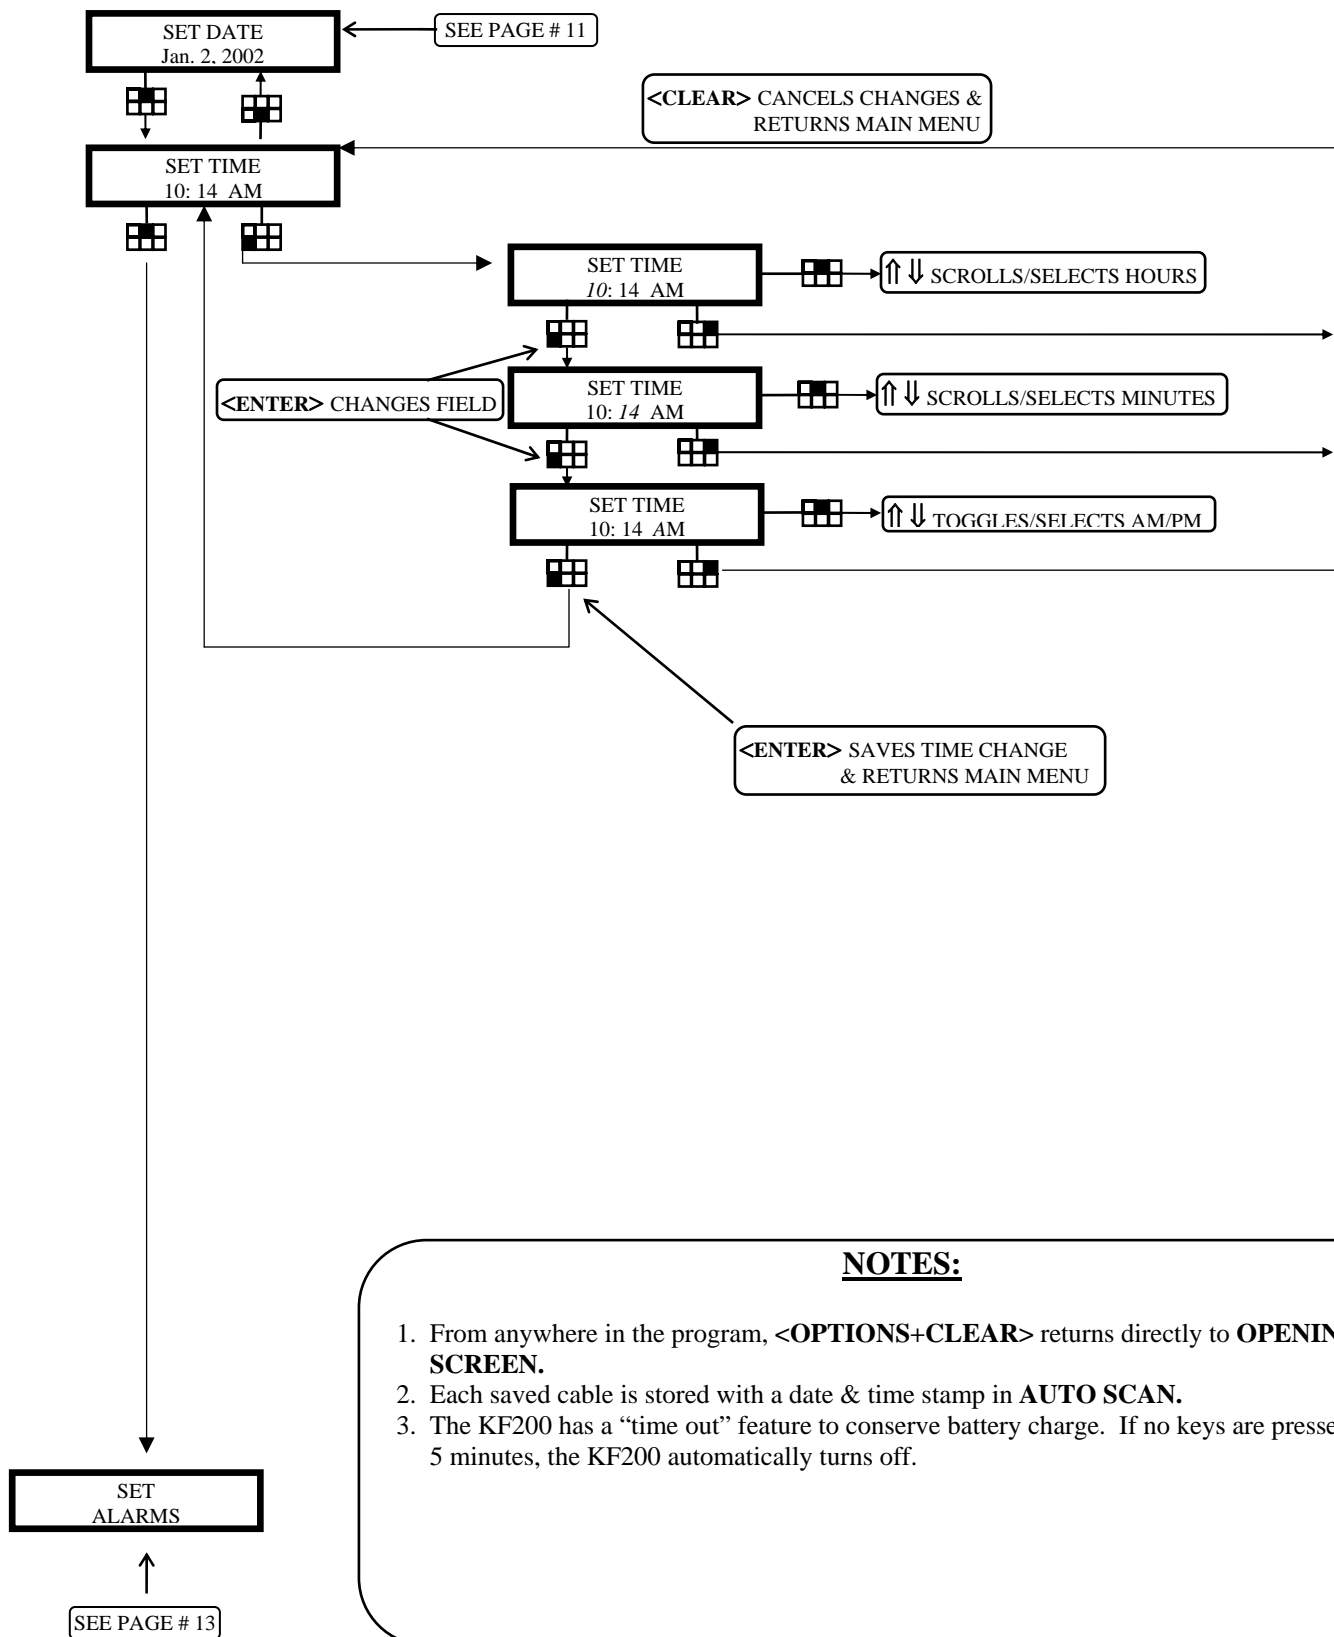 SET DATE
Jan. 2, 2002
SEE PAGE # 11
<CLEAR> CANCELS CHANGES &
RETURNS MAIN MENU
SET TIME
10: 14 AM
SET TIME
10: 14 AM
⇑ ⇓ SCROLLS/SELECTS HOURS
<ENTER> CHANGES FIELD
SET TIME
10: 14 AM
⇑ ⇓ SCROLLS/SELECTS MINUTES
SET TIME
10: 14 AM
⇑ ⇓ TOGGLES/SELECTS AM/PM
<ENTER> SAVES TIME CHANGE
& RETURNS MAIN MENU
NOTES:
1. From anywhere in the program, <OPTIONS+CLEAR> returns directly to
SCREEN.
2. Each saved cable is stored with a date & time stamp in AUTO SCAN.
3. The KF200 has a “time out” feature to conserve battery charge. If no keys are
5 minutes, the KF200 automatically turns off.
SET
ALARMS
SEE PAGE # 13